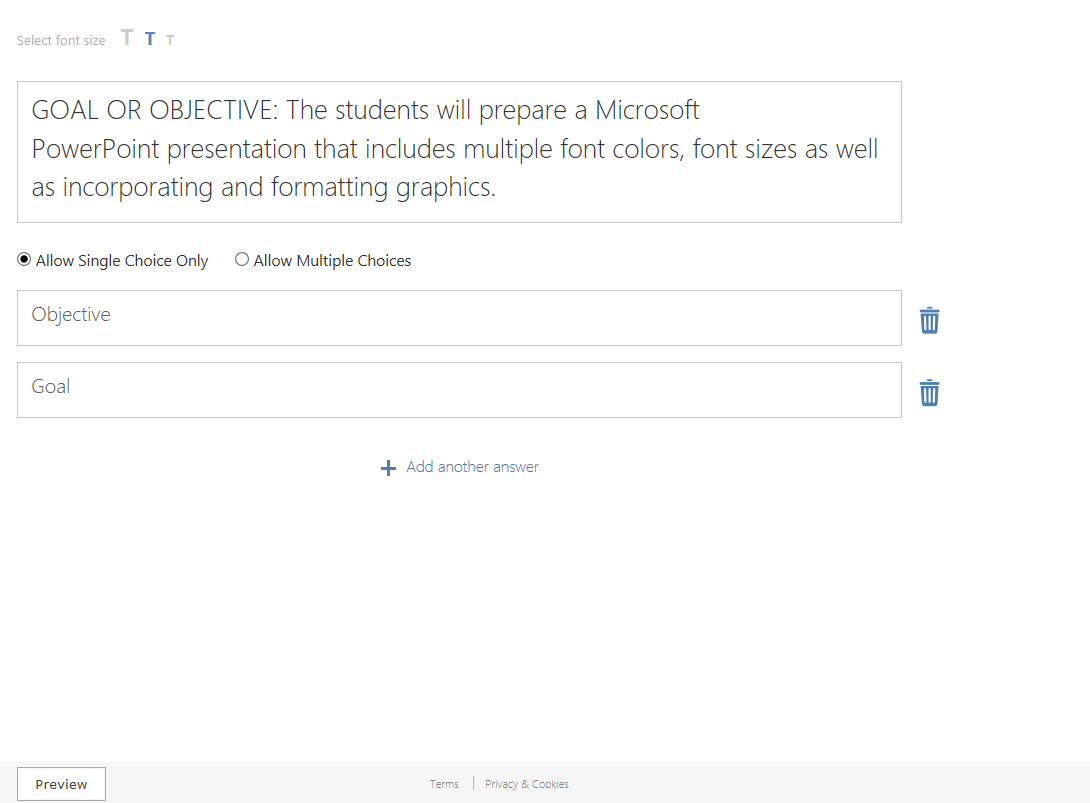 Select font size T T T
GOAL OR OBJECTIVE: The students will prepare a Microsoft
PowerPoint presentation that includes multiple font colors, font sizes as well
as incorporating and formatting graphics.
Allow Single Choice Only Allow Multiple Choices
Objective
Goal
Add another answer
Preview Terms Privacy & Cookies